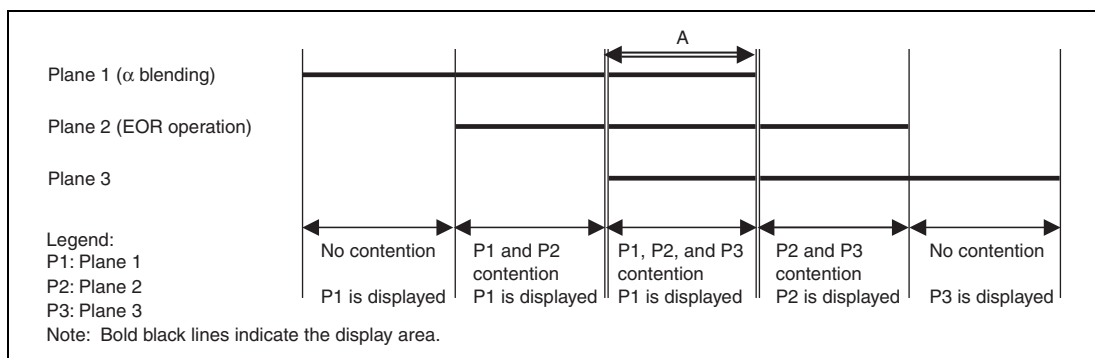 A
Plane 1 (α blending)
Plane 2 (EOR operation)
Plane 3
No contention
P1 is displayed
P1 and P2
contention
P1 is displayed
P1, P2, and P3
contention
P1 is displayed
P2 and P3
contention
P2 is displayed
No contention
P3 is displayed
Legend:
P1: Plane 1
P2: Plane 2
P3: Plane 3
Note: Bold black lines indicate the display area.